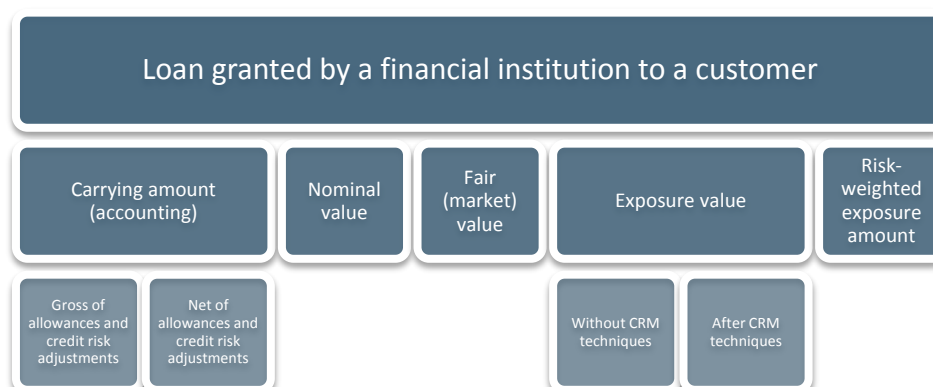 Loan granted by a financial institution to a customer
Carrying amount
(accounting)
Nominal
value
Fair
(market)
value
Exposure value
Risk-
weighted
exposure
amount
Gross of
allowances and
credit risk
adjustments
Net of
allowances and
credit risk
adjustments
Without CRM
techniques
After CRM
techniques